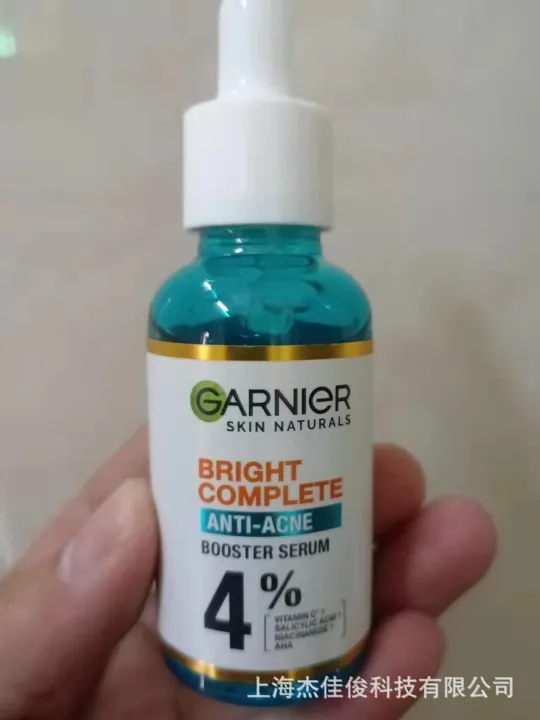 GARNIER
SKIN NATURALS
BRIGHT
COMPLETE
ANTI-ACNE
BOOSTER SERUM
4%
VITAMIN C* +
SALICYLIC ACID +
NIACINAMIDE +
AHA
上海杰佳俊科技有限公司